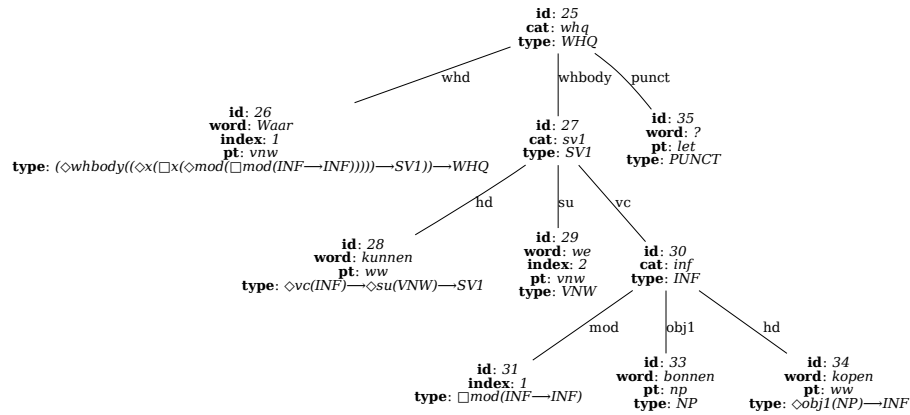 id: 25
cat: whq
type: WHQ
whd
whbody
punct
id: 26
word: Waar
index: 1
pt: vnw
type: (◇whbody((◇x(□x(◇mod(□mod(INF⟶INF)))))⟶SV1))⟶WHQ
id: 27
cat: sv1
type: SV1
id: 35
word: ?
pt: let
type: PUNCT
hd
su
vc
id: 28
word: kunnen
pt: ww
type: ◇vc(INF)⟶◇su(VNW)⟶SV1
id: 29
word: we
index: 2
pt: vnw
type: VNW
id: 30
cat: inf
type: INF
mod
obj1
hd
id: 31
index: 1
type: □mod(INF⟶INF)
id: 33
word: bonnen
pt: np
type: NP
id: 34
word: kopen
pt: ww
type: ◇obj1(NP)⟶INF